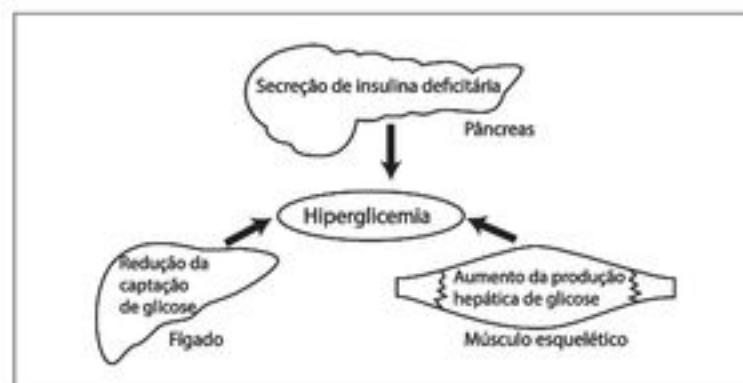 Secreção de insulina deficitária
Pâncreas
Hiperglicemia
Redução da
captação
de glicose
Fígado
Aumento da produção
hepática de glicose
Músculo esquelético